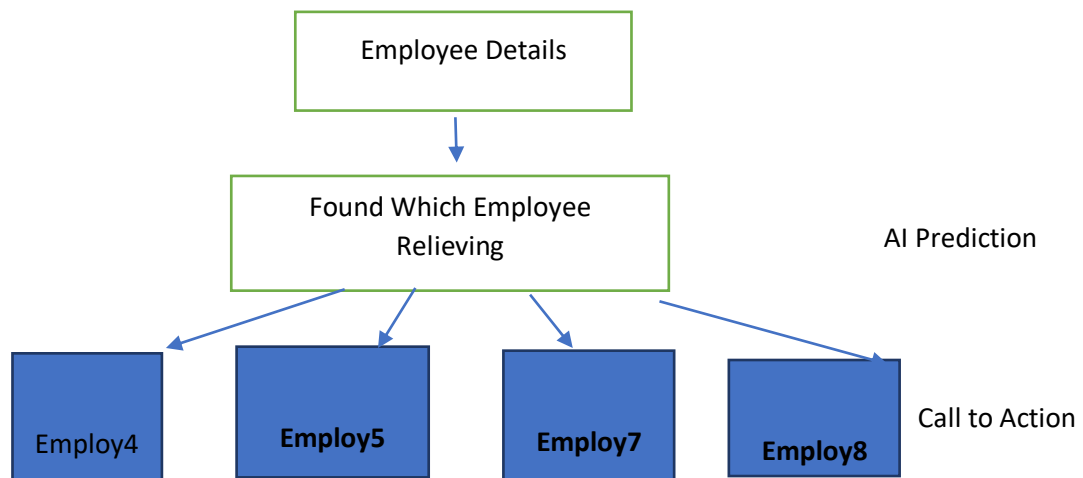 Employee Details
Found Which Employee
Relieving
AI Prediction
Employ4
Employ5
Employ7
Employ8
Call to Action